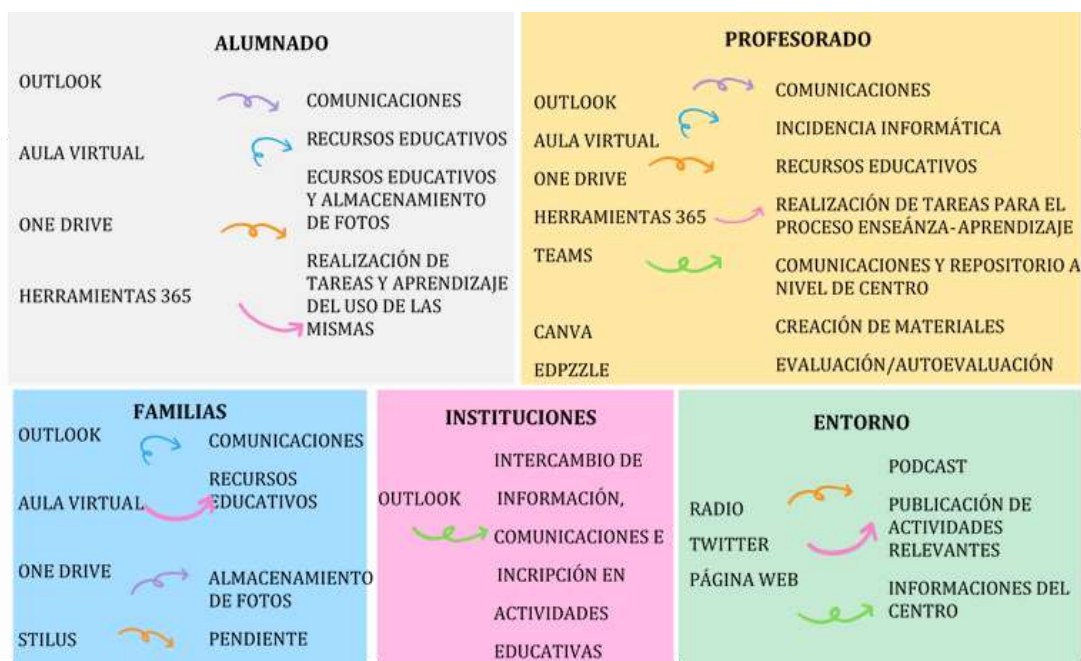 ALUMNADO
OUTLOOK
COMUNICACIONES
AULA VIRTUAL
RECURSOS EDUCATIVOS
ONE DRIVE
ECURSOS EDUCATIVOS
Y ALMACENAMIENTO
DE FOTOS
HERRAMIENTAS 365
REALIZACIÓN DE
TAREAS Y APRENDIZAJE
DEL USO DE LAS
MISMAS
PROFESORADO
OUTLOOK
COMUNICACIONES
AULA VIRTUAL
INCIDENCIA INFORMÁTICA
ONE DRIVE
RECURSOS EDUCATIVOS
HERRAMIENTAS 365
REALIZACIÓN DE TAREAS PARA EL
PROCESO ENSEÁNZA-APRENDIZAJE
TEAMS
COMUNICACIONES Y REPOSITORIO A
NIVEL DE CENTRO
CANVA
CREACIÓN DE MATERIALES
EDPZZLE
EVALUACIÓN/AUTOEVALUACIÓN
FAMILIAS
OUTLOOK
COMUNICACIONES
AULA VIRTUAL
RECURSOS
EDUCATIVOS
ONE DRIVE
ALMACENAMIENTO
DE FOTOS
STILUS
PENDIENTE
INSTITUCIONES
OUTLOOK
INTERCAMBIO DE
INFORMACIÓN,
COMUNICACIONES E
INCRIPCIÓN EN
ACTIVIDADES
EDUCATIVAS
ENTORNO
RADIO
PODCAST
TWITTER
PUBLICACIÓN DE
ACTIVIDADES
RELEVANTES
PÁGINA WEB
INFORMACIONES DEL
CENTRO